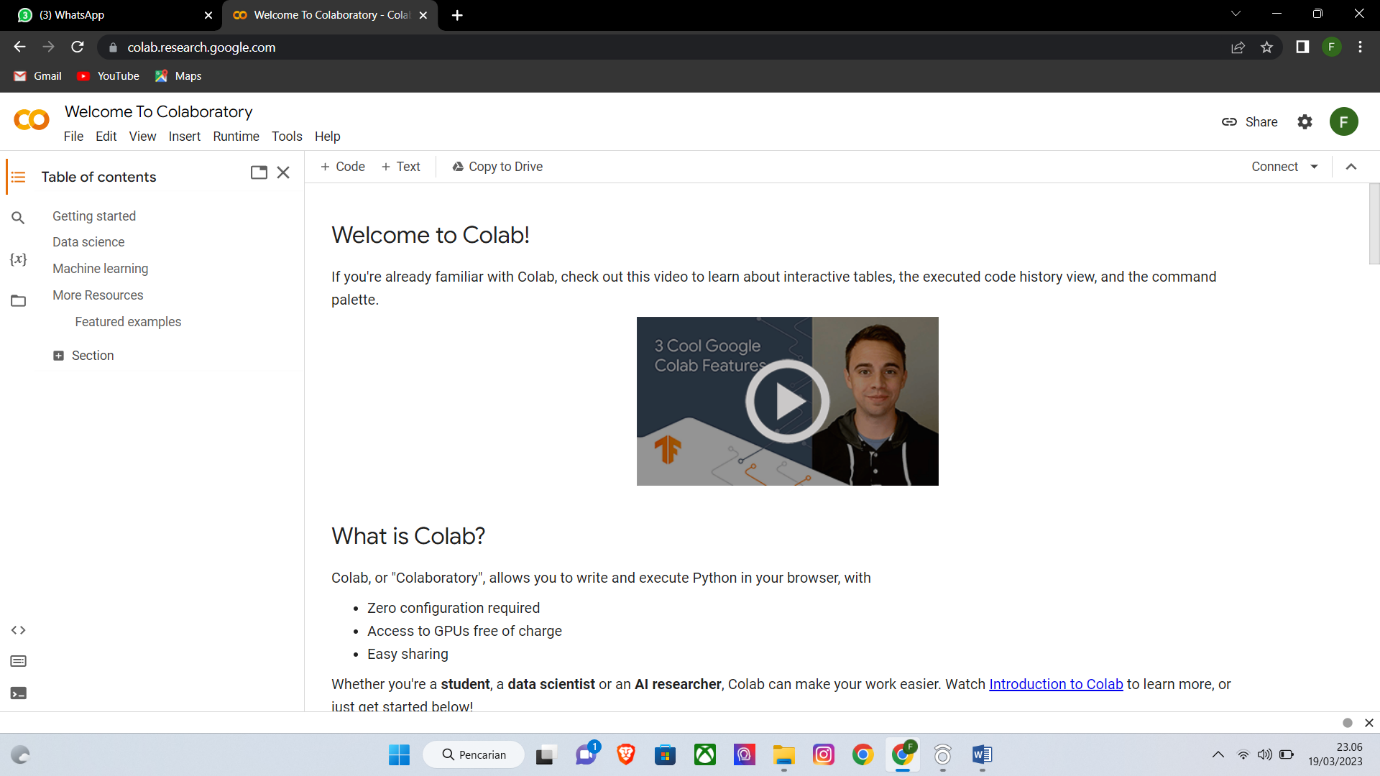 (3) WhatsApp
Welcome To Colaboratory - Cola
colab.research.google.com
F
Gmail
YouTube
Maps
Welcome To Colaboratory
File Edit View Insert Runtime Tools Help
Share
F
Table of contents
Getting started
Data science
Machine learning
More Resources
Featured examples
Section
{x}
+ Code + Text Copy to Drive
Connect
Welcome to Colab!
If you're already familiar with Colab, check out this video to learn about interactive tables, the executed code history view, and the command
palette.
3 Cool Google
Colab Features
What is Colab?
Colab, or "Colaboratory", allows you to write and execute Python in your browser, with
• Zero configuration required
• Access to GPUs free of charge
• Easy sharing
Whether you're a student, a data scientist or an AI researcher, Colab can make your work easier. Watch Introduction to Colab to learn more, or
just get started below!
Pencarian
1
F
23.06
19/03/2023